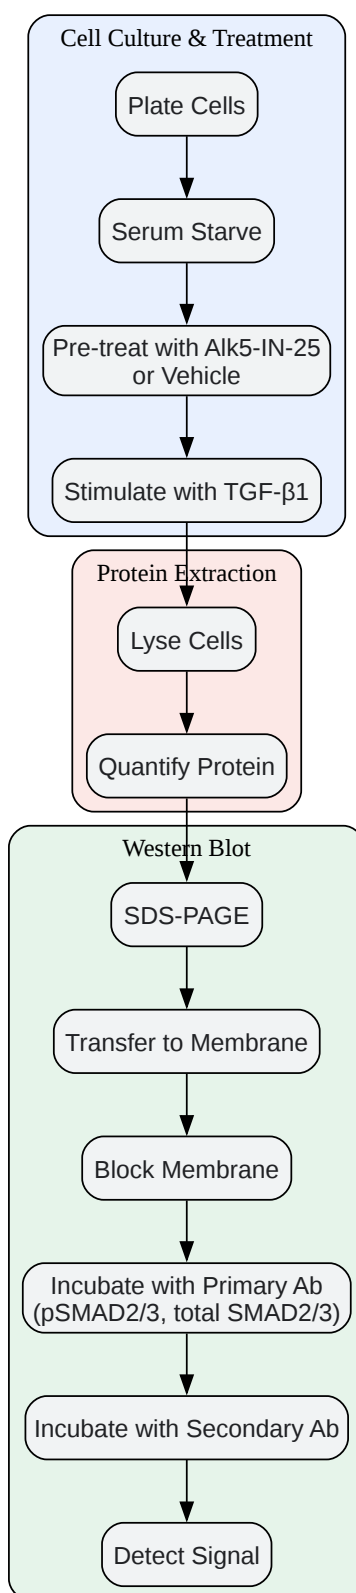 Cell Culture & Treatment
Plate Cells
Serum Starve
Pre-treat with Alk5-IN-25
or Vehicle
Stimulate with TGF-β1
Protein Extraction
Lyse Cells
Quantify Protein
Western Blot
SDS-PAGE
Transfer to Membrane
Block Membrane
Incubate with Primary Ab
(pSMAD2/3, total SMAD2/3)
Incubate with Secondary Ab
Detect Signal